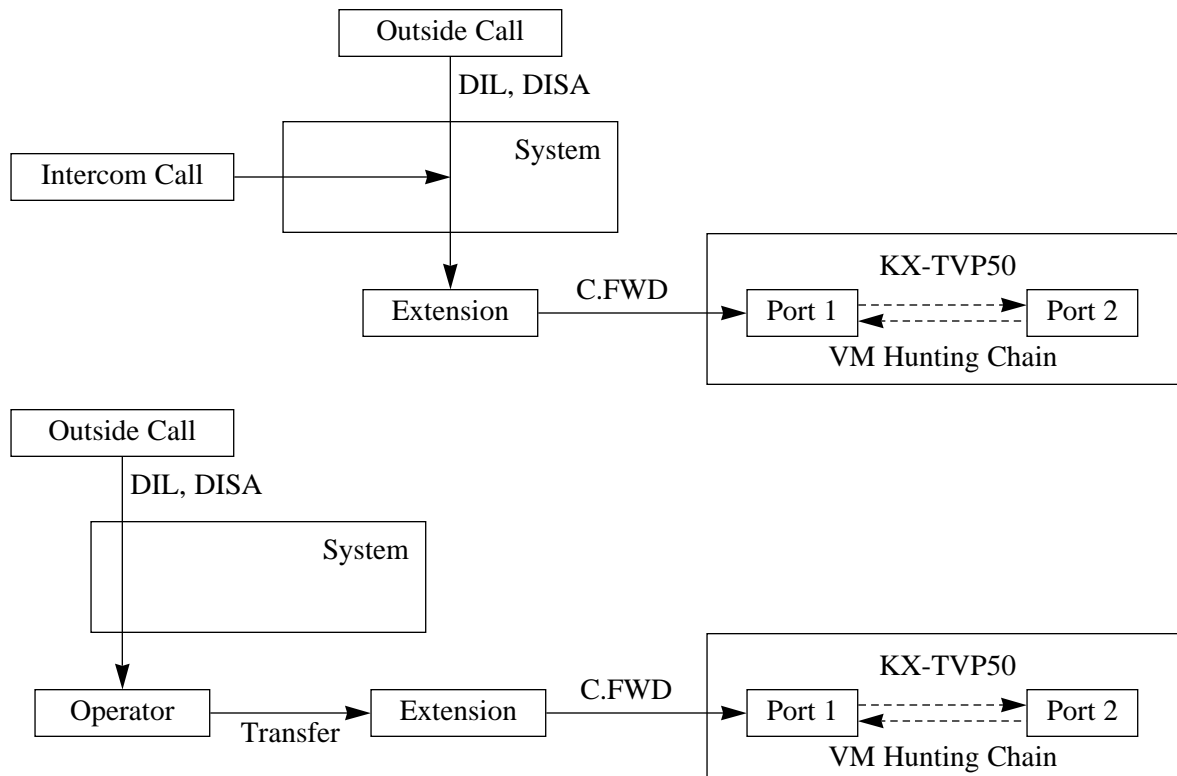 Outside Call
DIL, DISA
System
Intercom Call
KX-TVP50
C.FWD
Extension
Port 1
Port 2
VM Hunting Chain
Outside Call
DIL, DISA
System
KX-TVP50
C.FWD
Operator
Transfer
Extension
Port 1
Port 2
VM Hunting Chain